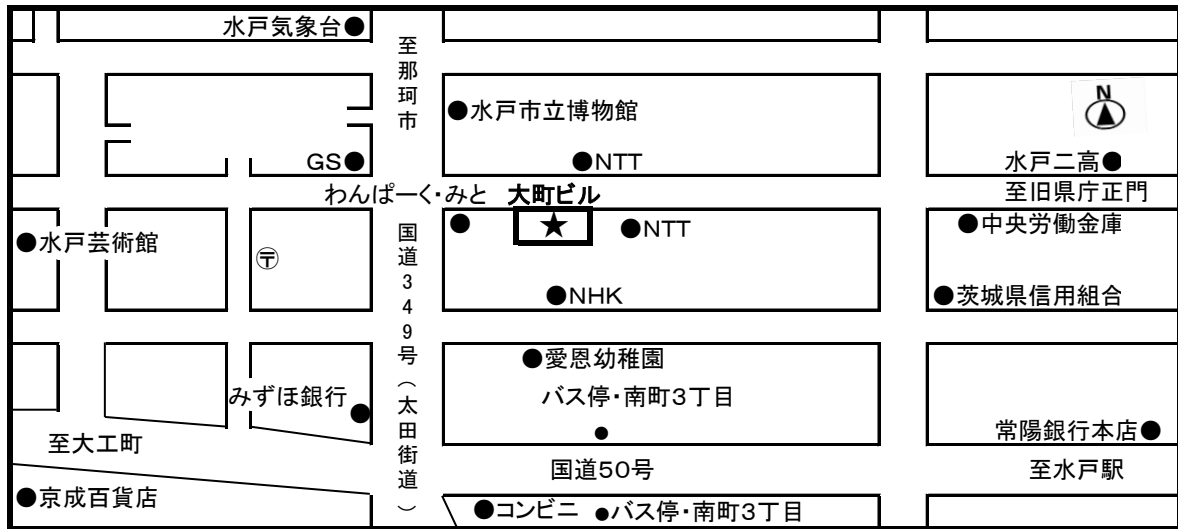 水戸気象台●
至那珂市
N
●水戸市立博物館
GS●
●NTT
水戸二高●
わんぱーく・みと
大町ビル
至旧県庁正門
●水戸芸術館
〒
国道349号(太田街道)
★
●NTT
●中央労働金庫
●NHK
●茨城県信用組合
●愛恩幼稚園
みずほ銀行
バス停・南町3丁目
至大工町
常陽銀行本店●
国道50号
至水戸駅
●京成百貨店
●コンビニ
●バス停・南町3丁目